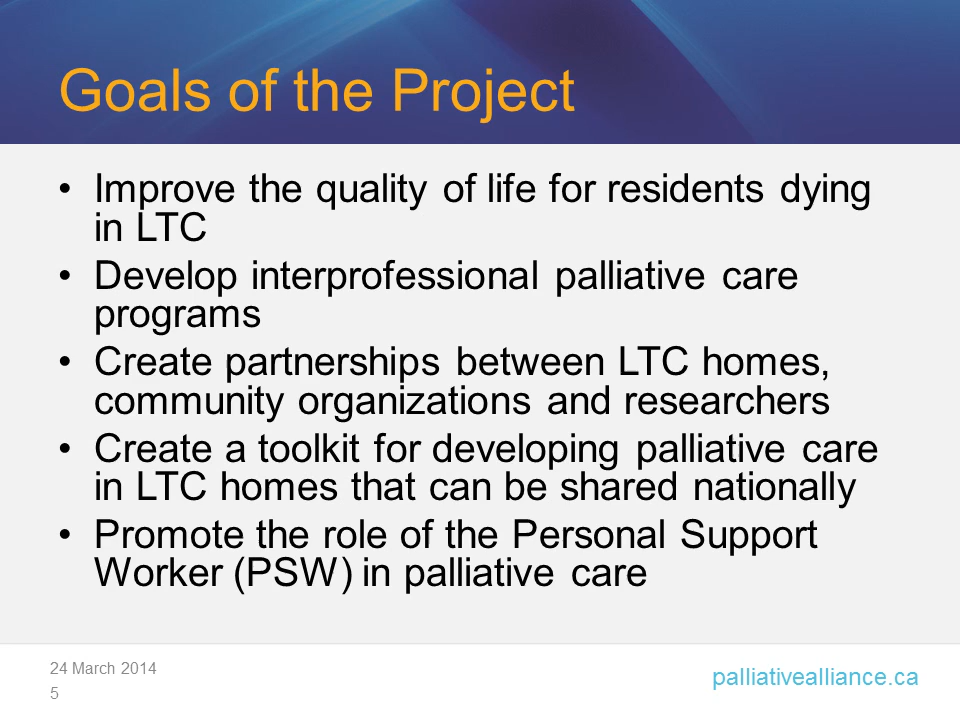 Goals of the Project
• Improve the quality of life for residents dying
in LTC
• Develop interprofessional palliative care
programs
• Create partnerships between LTC homes,
community organizations and researchers
• Create a toolkit for developing palliative care
in LTC homes that can be shared nationally
• Promote the role of the Personal Support
Worker (PSW) in palliative care
24 March 2014
5
palliativealliance.ca